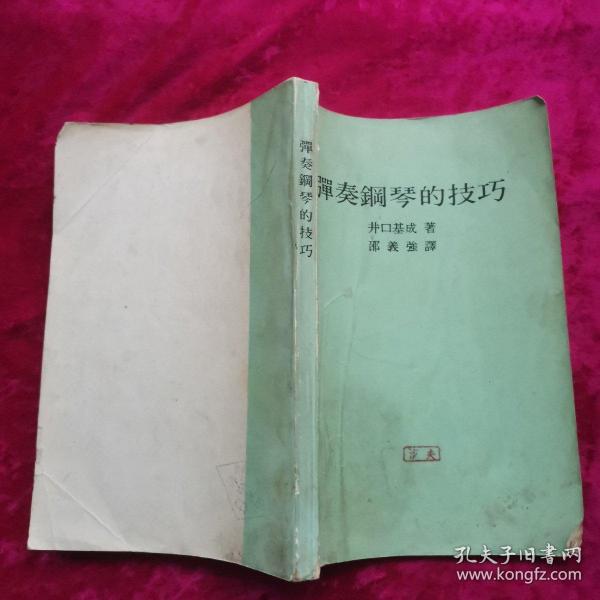 彈奏鋼琴的技巧
彈奏鋼琴的技巧
井口基成 著
邵義強譯
孔夫子旧书网
www.kongfz.com